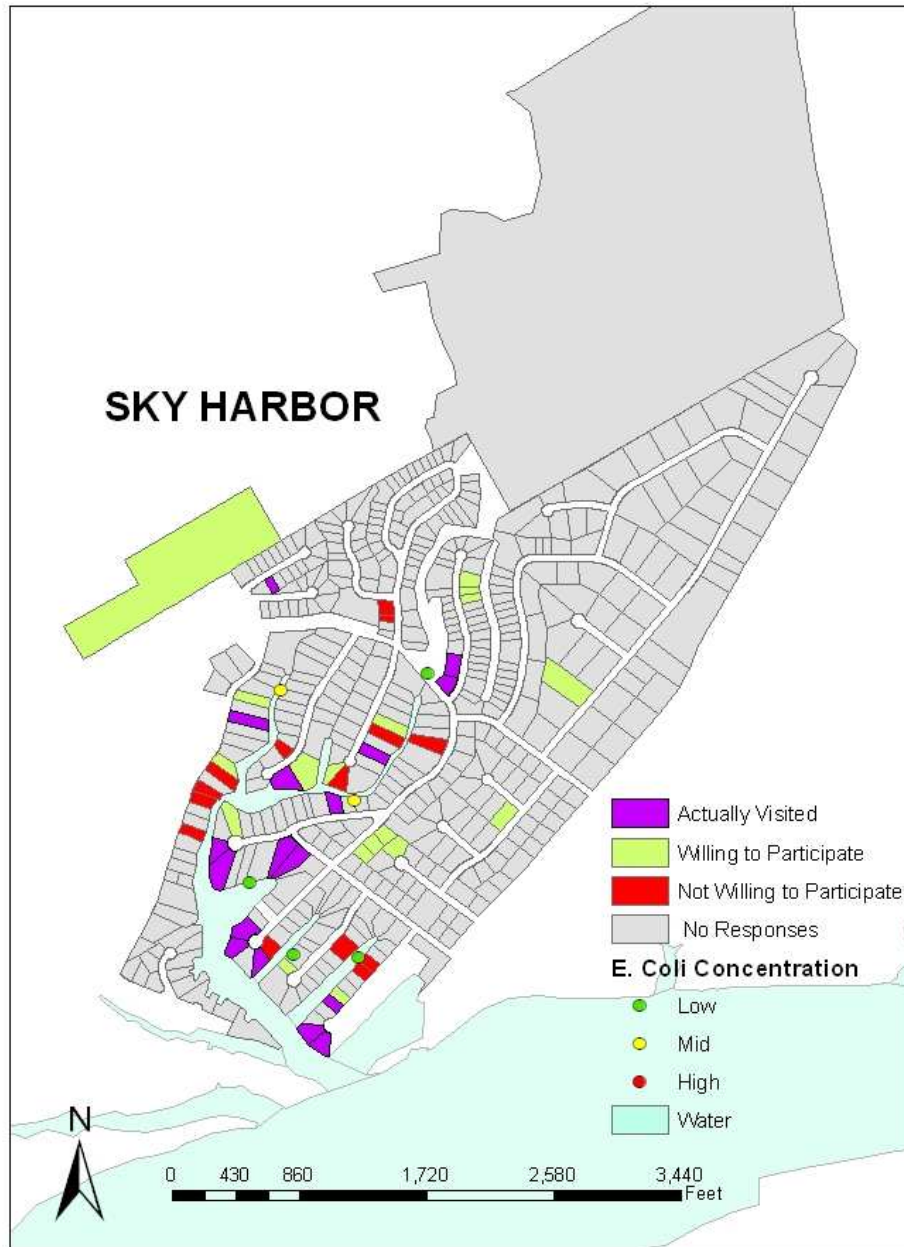 SKY HARBOR
Actually Visited
Willing to Participate
Not Willing to Participate
No Responses
E. Coli Concentration
Low
Mid
High
Water
N
0 430 860 1,720 2,580 3,440
Feet